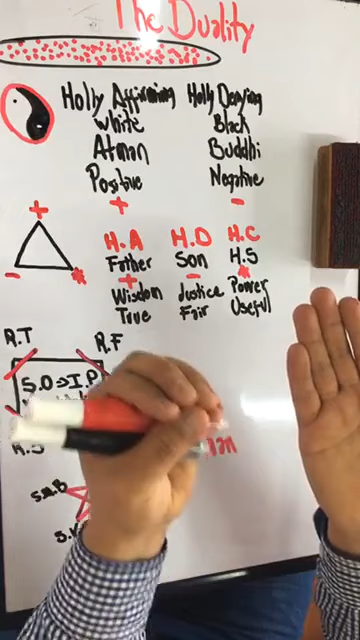 The Duality
Holly Affirming Holly Denying
White Black
Atman Buddhi
Positive Negative
+ -
+
- *
H.A H.D H.C
Father Son H.S
+ - *
Wisdom Justice Power
True Fair Useful
R.T
R.F
S.O⇒I.P
R.S
S.M.B